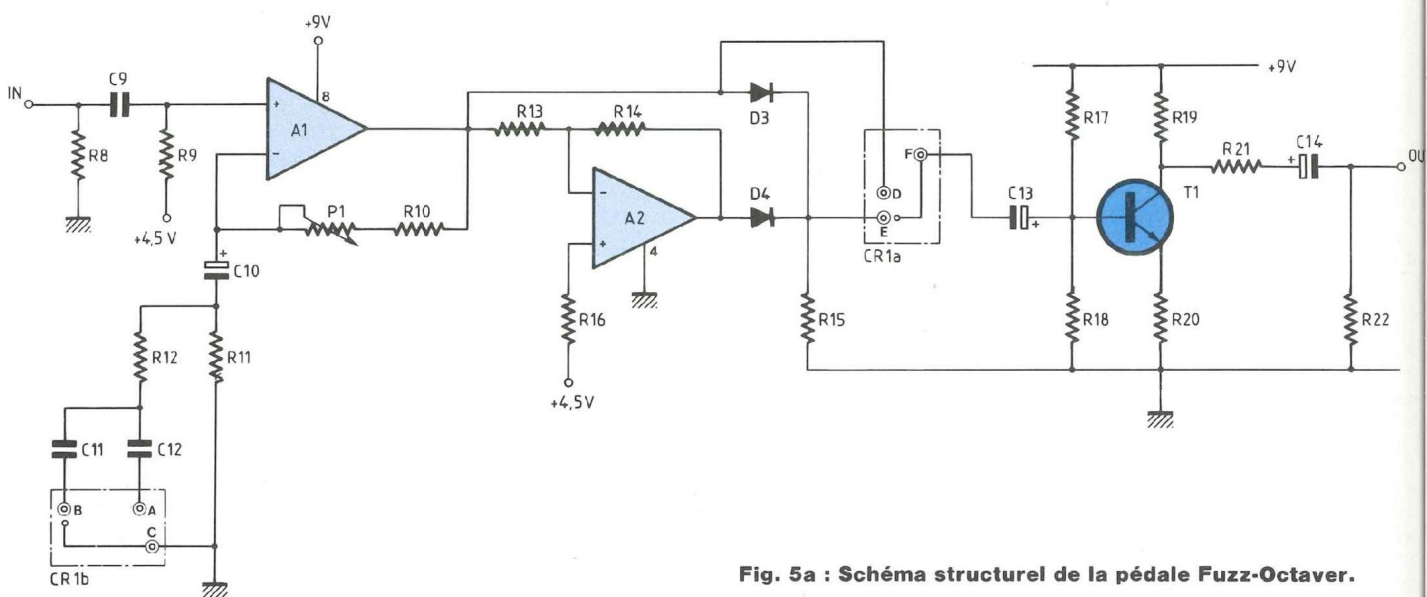 +9V
IN
C9
8
+
A1
-
R8
R9
+4,5V
P1
R10
+
C10
R12
R11
C11
C12
B
A
C
CR1b
R13
R14
-
A2
+
4
R16
+4,5V
D3
D4
F
D
E
CR1a
R15
C13
+
+9V
R17
R19
R21
+
C14
OU
T1
R18
R20
R22
Fig. 5a : Schéma structurel de la pédale Fuzz-Octaver.